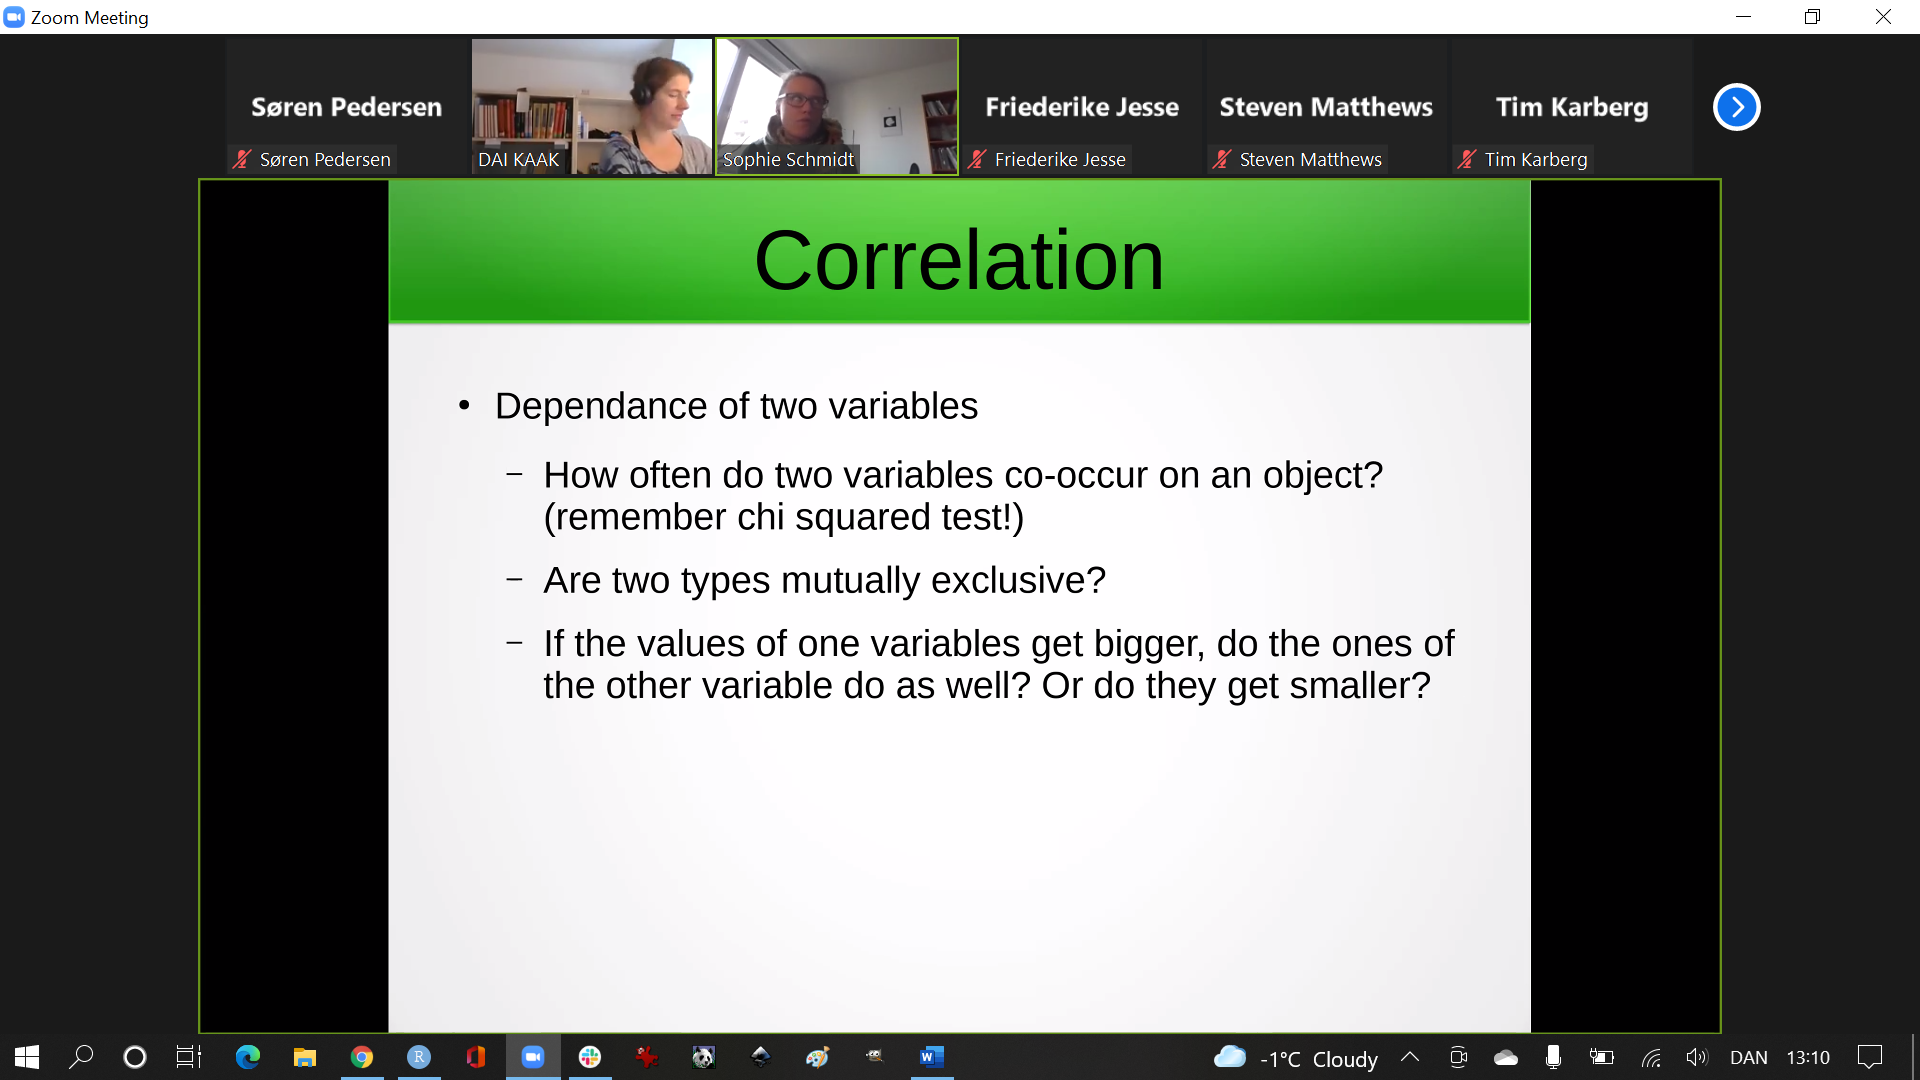 Zoom Meeting
Søren Pedersen
Friederike Jesse
Steven Matthews
Tim Karberg
Søren Pedersen
DAI KAAK
Sophie Schmidt
Friederike Jesse
Steven Matthews
Tim Karberg
Correlation
• Dependance of two variables
– How often do two variables co-occur on an object?
(remember chi squared test!)
– Are two types mutually exclusive?
– If the values of one variables get bigger, do the ones of
the other variable do as well? Or do they get smaller?
R
W
-1°C Cloudy
DAN
13:10